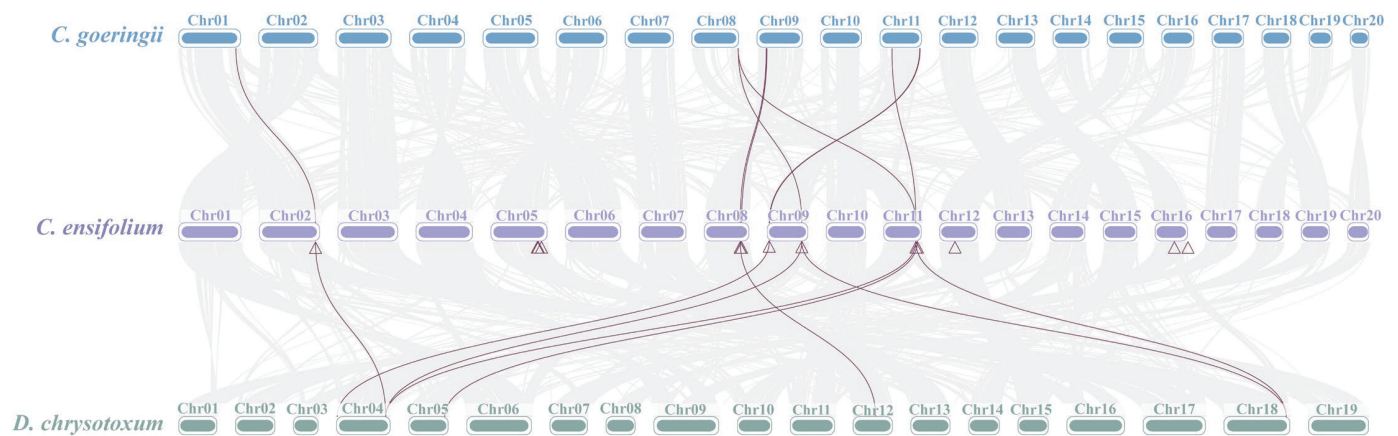 Chr01 Chr02 Chr03 Chr04 Chr05 Chr06 Chr07 Chr08 Chr09 Chr10 Chr11 Chr12 Chr13 Chr14 Chr15 Chr16 Chr17 Chr18 Chr19 Chr20
C. goeringii
Chr01 Chr02 Chr03 Chr04 Chr05 Chr06 Chr07 Chr08 Chr09 Chr10 Chr11 Chr12 Chr13 Chr14 Chr15 Chr16 Chr17 Chr18 Chr19 Chr20
C. ensifolium
Chr01 Chr02 Chr03 Chr04 Chr05 Chr06 Chr07 Chr08 Chr09 Chr10 Chr11 Chr12 Chr13 Chr14 Chr15 Chr16 Chr17 Chr18 Chr19
D. chrysotoxum